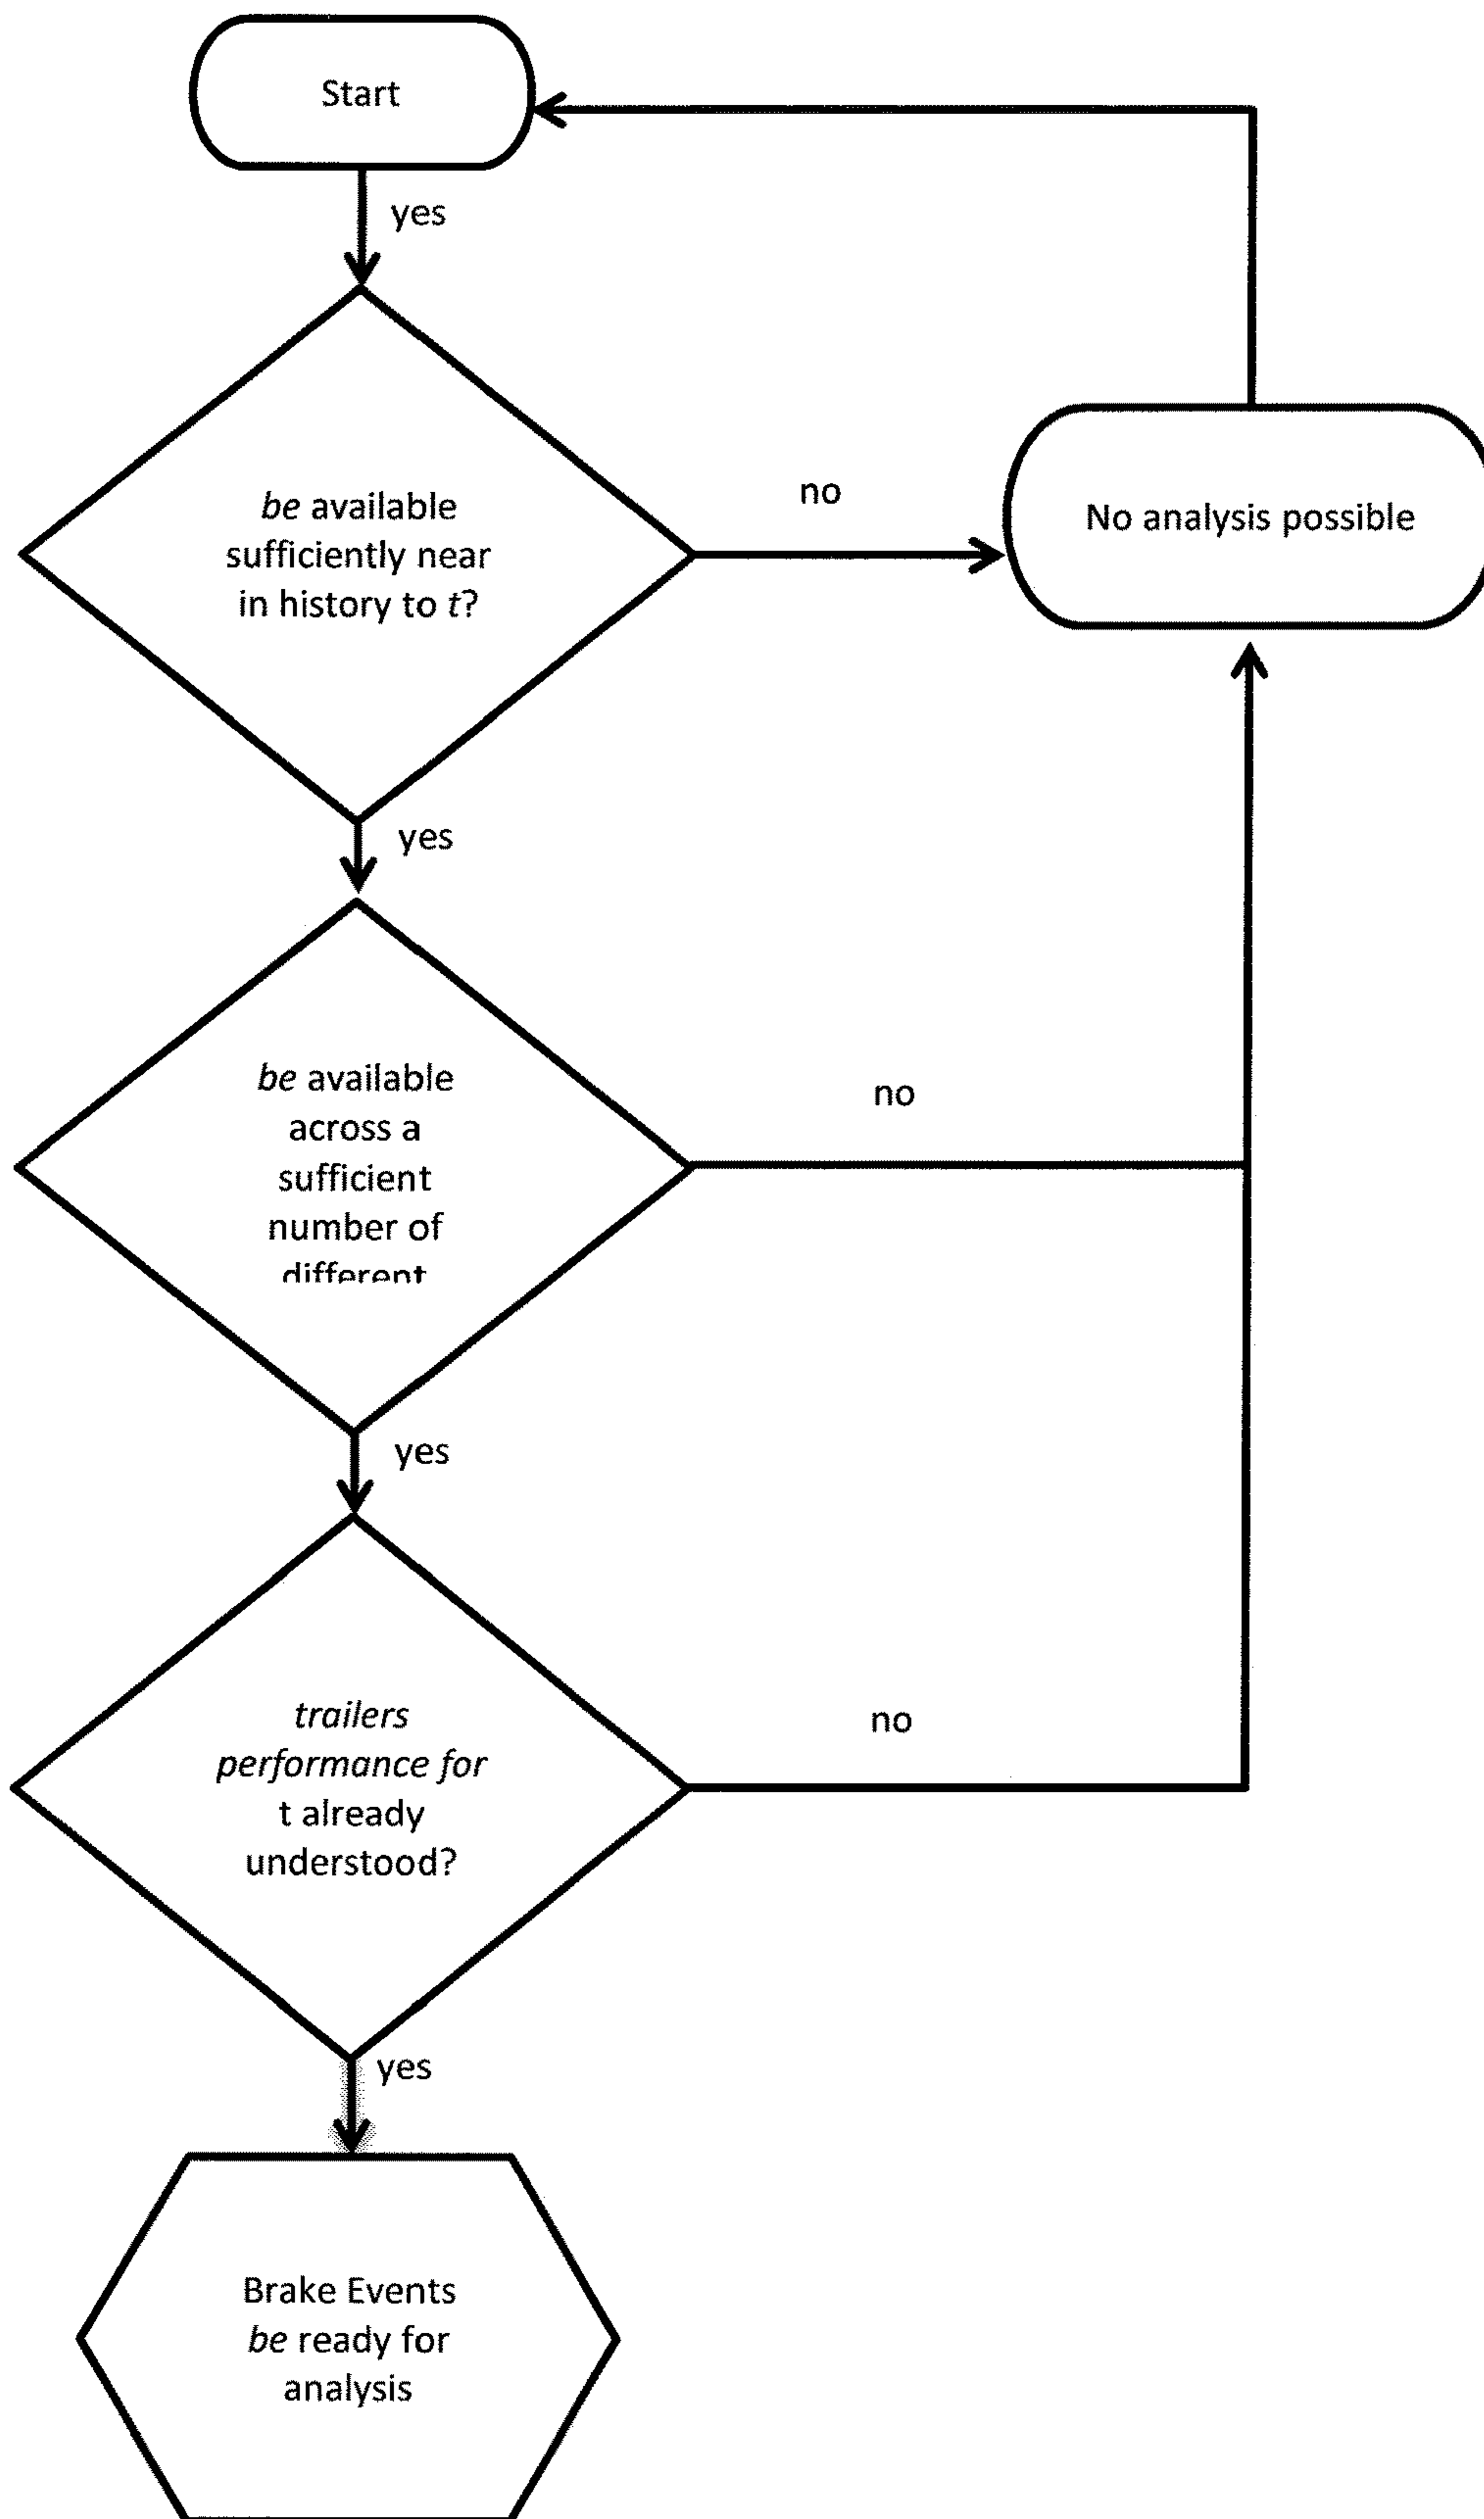 Start
yes
be available
sufficiently near
in history to t?
no
No analysis possible
yes
be available
across a
sufficient
number of
different
no
yes
trailers
performance for
t already
understood?
no
yes
Brake Events
be ready for
analysis